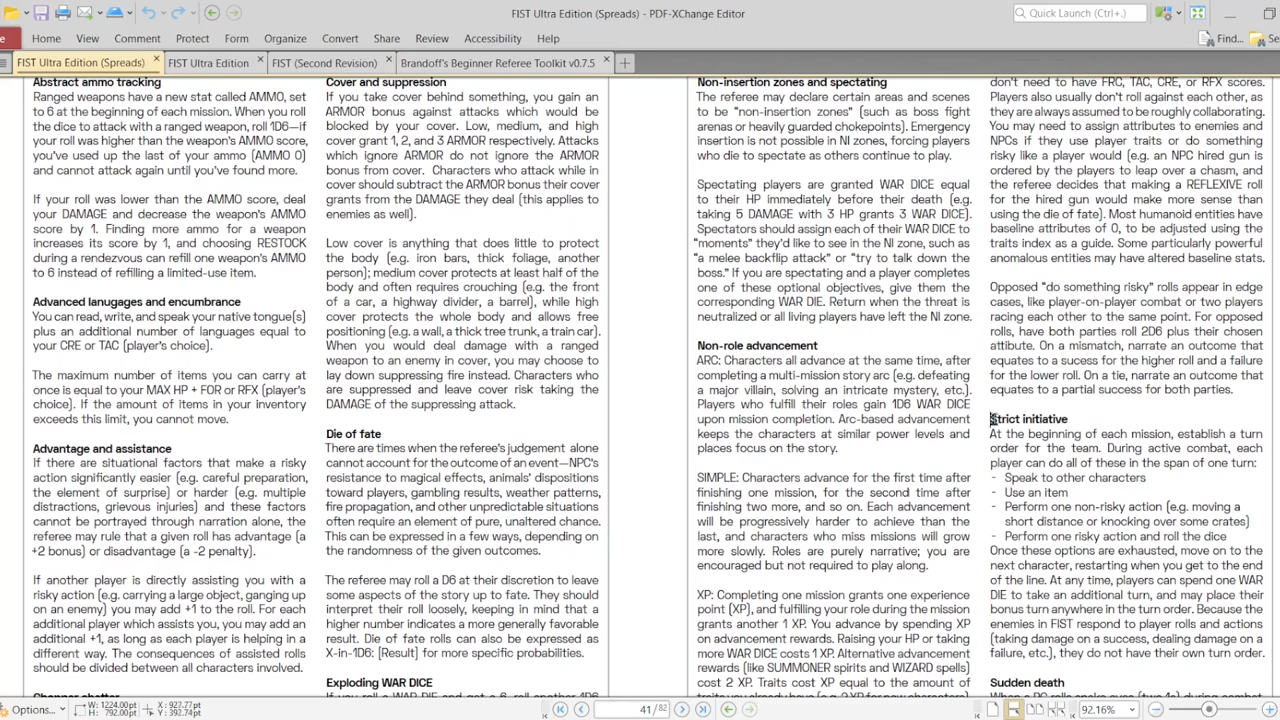 FIST Ultra Edition (Spreads) - PDF-XChange Editor
Quick Launch (Ctrl+.)
Home View Comment Protect Form Organize Convert Share Review Accessibility Help
Find...
FIST Ultra Edition (Spreads)
FIST Ultra Edition
FIST (Second Revision)
Brandoff's Beginner Referee Toolkit v0.7.5
Abstract ammo tracking
Ranged weapons have a new stat called AMMO, set
to 6 at the beginning of each mission. When you roll
the dice to attack with a ranged weapon, roll 1D6—if
your roll was higher than the weapon's AMMO score,
you've used up the last of your ammo (AMMO 0)
and cannot attack again until you've found more.
If your roll was lower than the AMMO score, deal
your DAMAGE and decrease the weapon's AMMO
score by 1. Finding more ammo for a weapon
increases its score by 1, and choosing RESTOCK
during a rendezvous can refill one weapon's AMMO
to 6 instead of refilling a limited-use item.
Advanced lanugages and encumbrance
You can read, write, and speak your native tongue(s)
plus an additional number of languages equal to
your CRE or TAC (player's choice).
The maximum number of items you can carry at
once is equal to your MAX HP + FOR or RFX (player's
choice). If the amount of items in your inventory
exceeds this limit, you cannot move.
Advantage and assistance
If there are situational factors that make a risky
action significantly easier (e.g. careful preparation,
the element of surprise) or harder (e.g. multiple
distractions, grievous injuries) and these factors
cannot be portrayed through narration alone, the
referee may rule that a given roll has advantage (a
+2 bonus) or disadvantage (a -2 penalty).
If another player is directly assisting you with a
risky action (e.g. carrying a large object, ganging up
on an enemy) you may add +1 to the roll. For each
additional player which assists you, you may add an
additional +1, as long as each player is helping in a
different way. The consequences of assisted rolls
should be divided between all characters involved.
Cover and suppression
If you take cover behind something, you gain an
ARMOR bonus against attacks which would be
blocked by your cover. Low, medium, and high
cover grant 1, 2, and 3 ARMOR respectively. Attacks
which ignore ARMOR do not ignore the ARMOR
bonus from cover. Characters who attack while in
cover should subtract the ARMOR bonus their cover
grants from the DAMAGE they deal (this applies to
enemies as well).
Low cover is anything that does little to protect
the body (e.g. iron bars, thick foliage, another
person); medium cover protects at least half of the
body and often requires crouching (e.g. the front
of a car, a highway divider, a barrel), while high
cover protects the whole body and allows free
positioning (e.g. a wall, a thick tree trunk, a train car).
When you would deal damage with a ranged
weapon to an enemy in cover, you may choose to
lay down suppressing fire instead. Characters who
are suppressed and leave cover risk taking the
DAMAGE of the suppressing attack.
Die of fate
There are times when the referee's judgement alone
cannot account for the outcome of an event—NPC's
resistance to magical effects, animals' dispositions
toward players, gambling results, weather patterns,
fire propagation, and other unpredictable situations
often require an element of pure, unaltered chance.
This can be expressed in a few ways, depending on
the randomness of the given outcomes.
The referee may roll a D6 at their discretion to leave
some aspects of the story up to fate. They should
interpret their roll loosely, keeping in mind that a
higher number indicates a more generally favorable
result. Die of fate rolls can also be expressed as
X-in-1D6: [Result] for more specific probabilities.
Exploding WAR DICE
Non-insertion zones and spectating
The referee may declare certain areas and scenes
to be "non-insertion zones" (such as boss fight
arenas or heavily guarded chokepoints). Emergency
insertion is not possible in NI zones, forcing players
who die to spectate as others continue to play.
Spectating players are granted WAR DICE equal
to their HP immediately before their death (e.g.
taking 5 DAMAGE with 3 HP grants 3 WAR DICE).
Spectators should assign each of their WAR DICE to
"moments" they'd like to see in the NI zone, such as
"a melee backflip attack" or "try to talk down the
boss." If you are spectating and a player completes
one of these optional objectives, give them the
corresponding WAR DIE. Return when the threat is
neutralized or all living players have left the NI zone.
Non-role advancement
ARC: Characters all advance at the same time, after
completing a multi-mission story arc (e.g. defeating
a major villain, solving an intricate mystery, etc.).
Players who fulfill their roles gain 1D6 WAR DICE
upon mission completion. Arc-based advancement
keeps the characters at similar power levels and
places focus on the story.
SIMPLE: Characters advance for the first time after
finishing one mission, for the second time after
finishing two more, and so on. Each advancement
will be progressively harder to achieve than the
last, and characters who miss missions will grow
more slowly. Roles are purely narrative; you are
encouraged but not required to play along.
XP: Completing one mission grants one experience
point (XP), and fulfilling your role during the mission
grants another 1 XP. You advance by spending XP
on advancement rewards. Raising your HP or taking
more WAR DICE costs 1 XP. Alternative advancement
rewards (like SUMMONER spirits and WIZARD spells)
cost 2 XP. Traits cost XP equal to the amount of
don't need to have FRC, TAC, CRE, or RFX scores.
Players also usually don't roll against each other, as
they are always assumed to be roughly collaborating.
You may need to assign attributes to enemies and
NPCs if they use player traits or do something
risky like a player would (e.g. an NPC hired gun is
ordered by the players to leap over a chasm, and
the referee decides that making a REFLEXIVE roll
for the hired gun would make more sense than
using the die of fate). Most humanoid entities have
baseline attributes of 0, to be adjusted using the
traits index as a guide. Some particularly powerful
anomalous entities may have altered baseline stats.
Opposed "do something risky" rolls appear in edge
cases, like player-on-player combat or two players
racing each other to the same point. For opposed
rolls, have both parties roll 2D6 plus their chosen
attibute. On a mismatch, narrate an outcome that
equates to a sucess for the higher roll and a failure
for the lower roll. On a tie, narrate an outcome that
equates to a partial success for both parties.
Strict initiative
At the beginning of each mission, establish a turn
order for the team. During active combat, each
player can do all of these in the span of one turn:
- Speak to other characters
- Use an item
- Perform one non-risky action (e.g. moving a
short distance or knocking over some crates)
- Perform one risky action and roll the dice
Once these options are exhausted, move on to the
next character, restarting when you get to the end
of the line. At any time, players can spend one WAR
DIE to take an additional turn, and may place their
bonus turn anywhere in the turn order. Because the
enemies in FIST respond to player rolls and actions
(taking damage on a success, dealing damage on a
failure, etc.), they do not have their own turn order.
Sudden death
Options...
W: 1224.00pt
H: 792.00pt
X: 927.77pt
Y: 392.74pt
41/82
92.16%